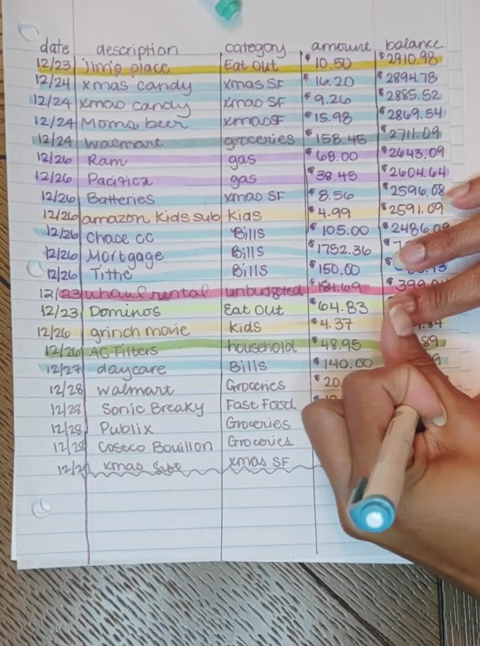 date description category amount balance
12/23 jim's place Eat Out $10.50 $2910.98
12/24 xmas candy xmas SF $16.20 $2894.78
12/24 xmas candy xmas SF $9.26 $2885.52
12/24 Moms beer xmas SF $15.98 $2869.54
12/24 walmart groceries $158.45 $2711.09
12/26 Ram gas $68.00 $2643.09
12/26 Pacifica gas $38.45 $2604.64
12/26 Batteries xmas SF $8.56 $2596.08
12/26 amazon Kids sub Kids $4.99 $2591.09
12/26 Chase CC Bills $105.00
12/26 Mortgage Bills $1752.36
12/26 Tithe Bills $150.00
12/23 uhaul rental unbudgeted $184.69
12/23 Dominos Eat Out $64.83
12/26 grinch movie Kids $4.37
12/26 AC Filters household $48.95
12/27 daycare Bills $140.00
12/28 walmart Groceries
12/28 Sonic Breaky Fast Food
12/28 Publix Groceries
12/28 Costco Bouillon Groceries
xmas xmas SF